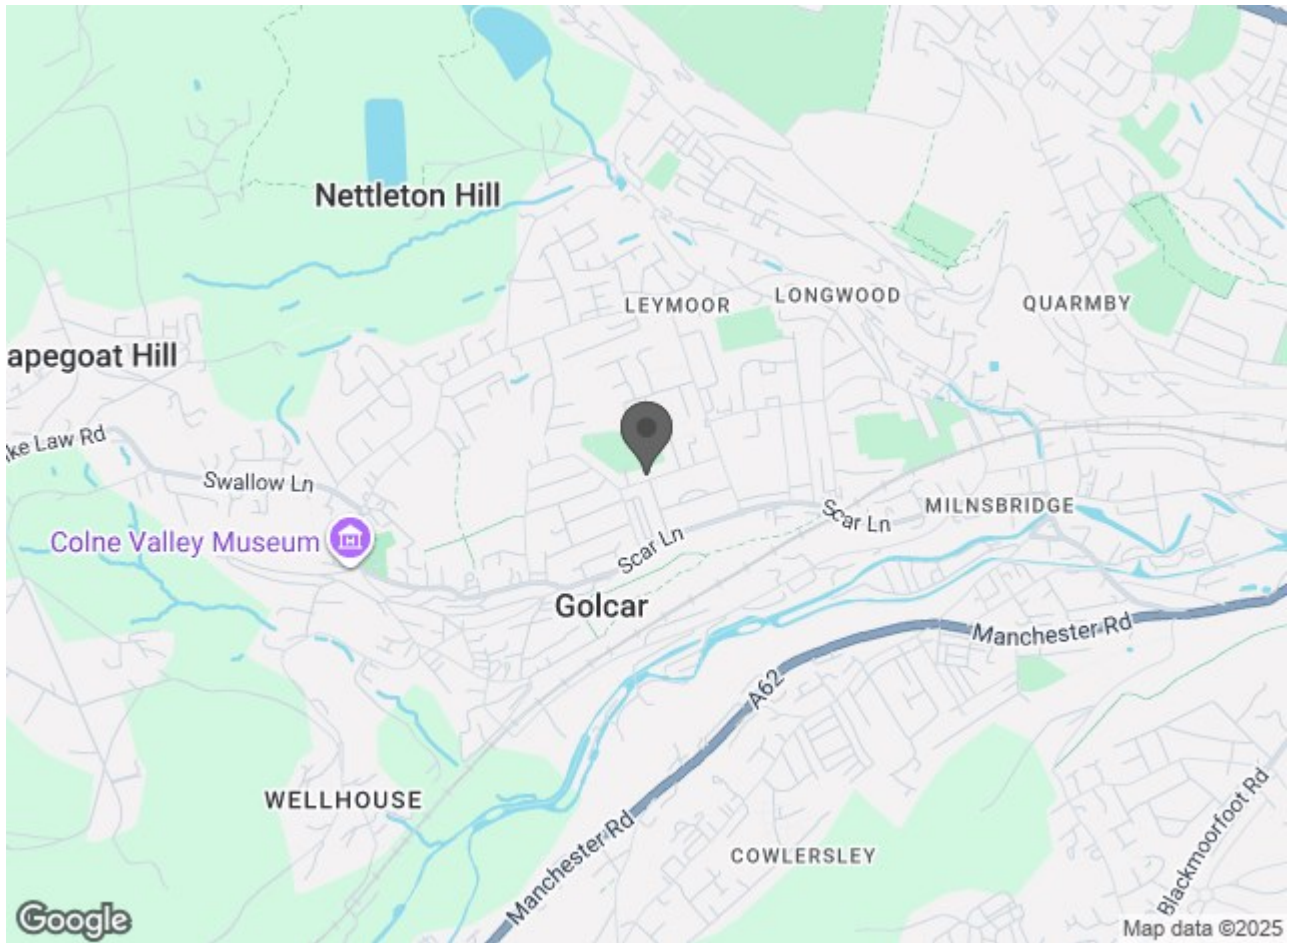 Nettleton Hill
LEYMOOR
LONGWOOD
QUARMBY
apegoat Hill
ke Law Rd
Swallow Ln
Scar Ln
MILNSBRIDGE
Colne Valley Museum
Scar Ln
Golcar
Manchester Rd
A62
WELLHOUSE
Manchester Rd
COWLERSLEY
Blackmoorfoot Rd
Google
Map data ©2025